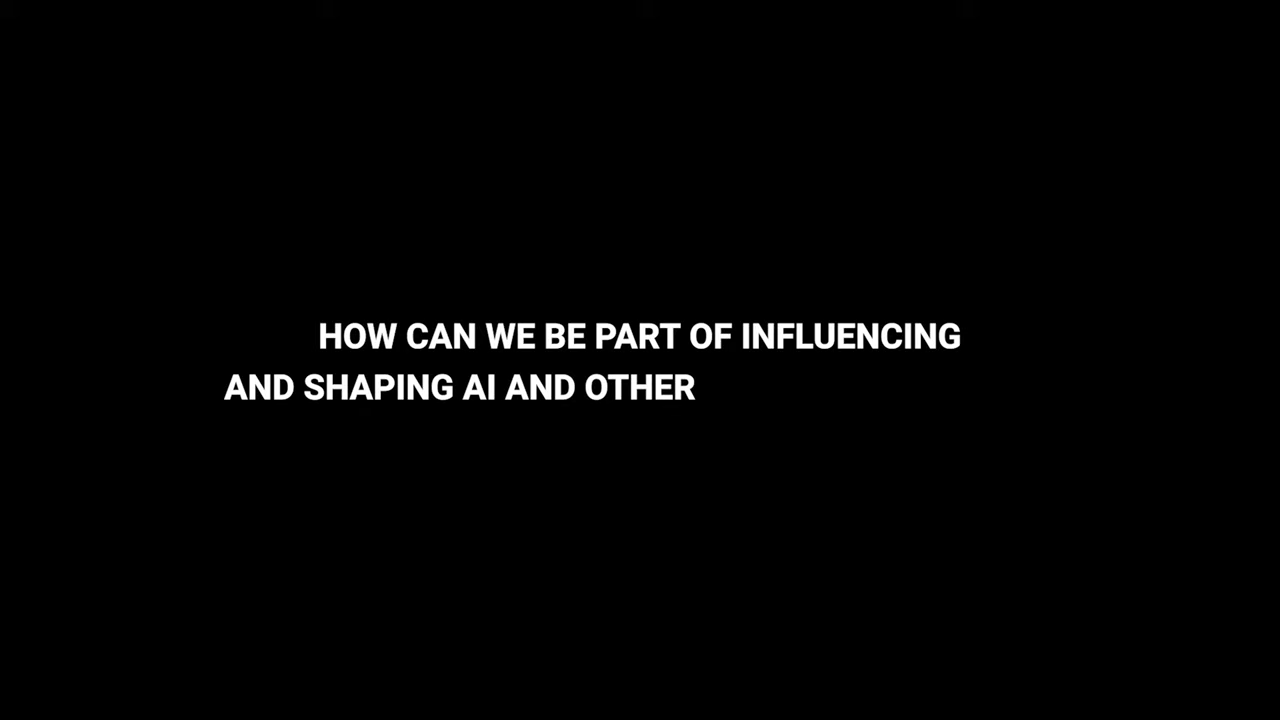 HOW CAN WE BE PART OF INFLUENCING
AND SHAPING AI AND OTHER